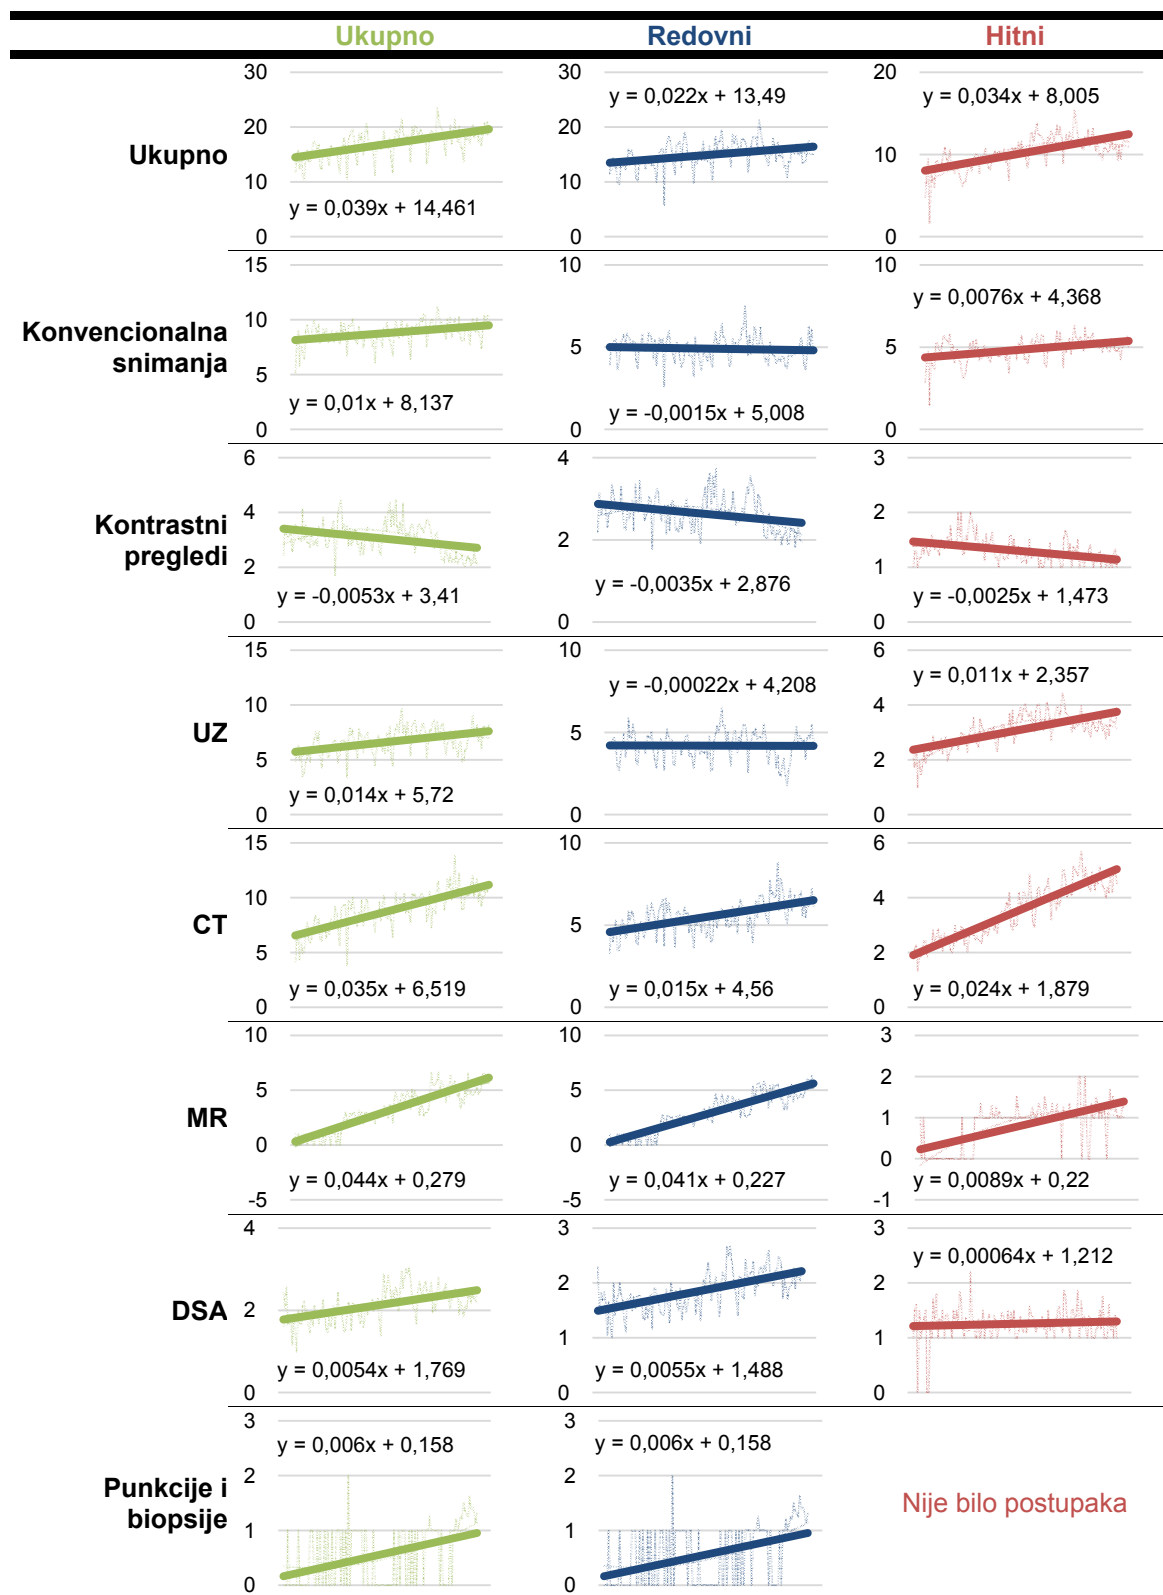 Ukupno Redovni Hitni
Ukupno
30
20
10
0
y = 0,039x + 14,461
30
20
10
0
y = 0,022x + 13,49
20
10
0
y = 0,034x + 8,005
Konvencionalna
snimanja
15
10
5
0
y = 0,01x + 8,137
10
5
0
y = -0,0015x + 5,008
10
5
0
y = 0,0076x + 4,368
Kontrastni
pregledi
6
4
2
0
y = -0,0053x + 3,41
4
2
0
y = -0,0035x + 2,876
3
2
1
0
y = -0,0025x + 1,473
UZ
15
10
5
0
y = 0,014x + 5,72
10
5
0
y = -0,00022x + 4,208
6
4
2
0
y = 0,011x + 2,357
CT
15
10
5
0
y = 0,035x + 6,519
10
5
0
y = 0,015x + 4,56
6
4
2
0
y = 0,024x + 1,879
MR
10
5
0
-5
y = 0,044x + 0,279
10
5
0
-5
y = 0,041x + 0,227
3
2
1
0
-1
y = 0,0089x + 0,22
DSA
4
2
0
y = 0,0054x + 1,769
3
2
1
0
y = 0,0055x + 1,488
3
2
1
0
y = 0,00064x + 1,212
Punkcije i
biopsije
3
2
1
0
y = 0,006x + 0,158
3
2
1
0
y = 0,006x + 0,158
Nije bilo postupaka